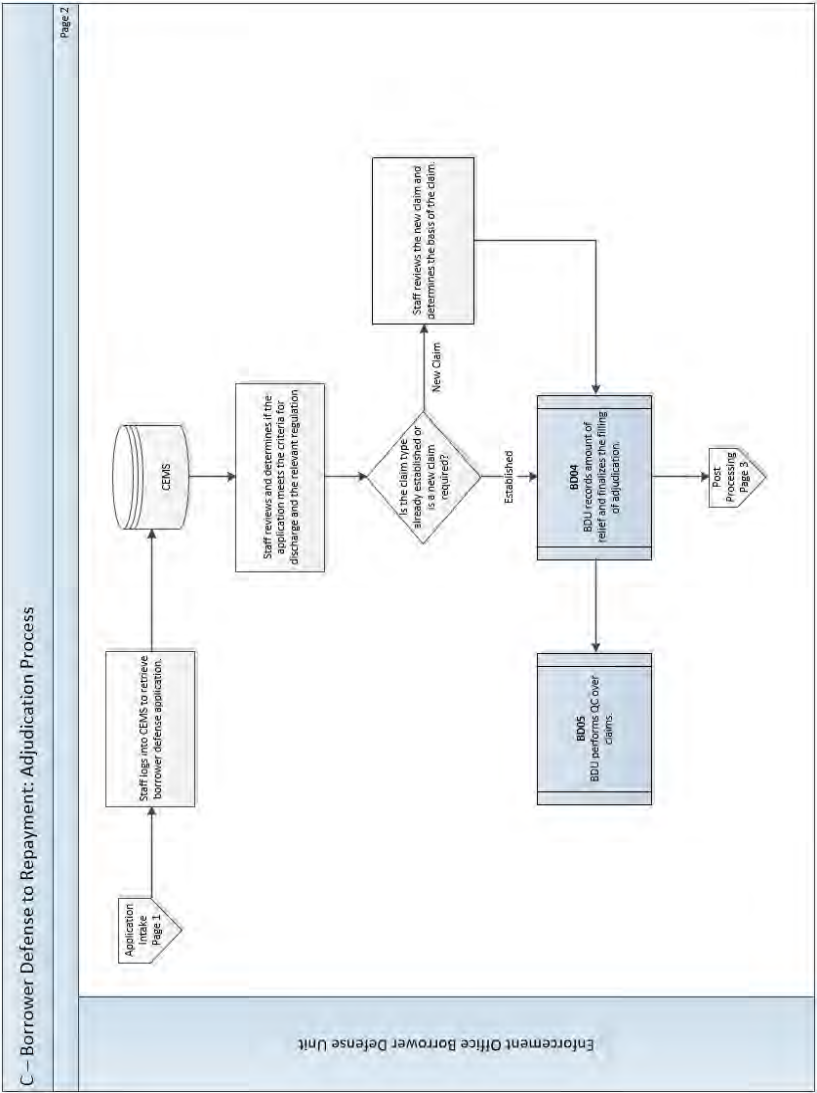 C – Borrower Defense to Repayment: Adjudication Process
Page 2
Enforcement Office Borrower Defense Unit
Application
Intake
Page 1
Staff logs into CEMS to retrieve
borrower defense application.
CEMS
Staff reviews and determines if the
application meets the criteria for
discharge and the relevant regulation
Is the claim type
already established or
is a new claim
required?
New Claim
Staff reviews the new claim and
determines the basis of the claim.
Established
BD04
BDU records amount of
relief and finalizes the filling
of adjudication.
BD05
BDU performs QC over
claims.
Post
Processing
Page 3